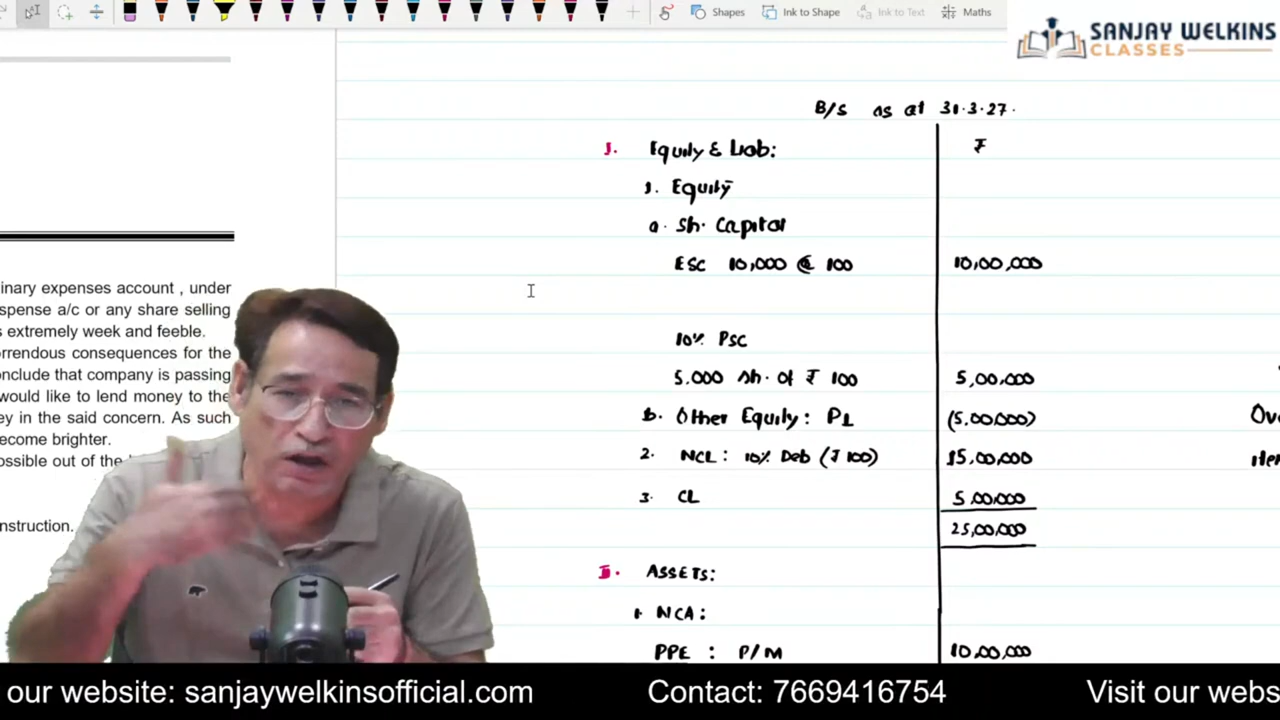 Shapes Ink to Shape Ink to Text Maths
SANJAY WELKINS
CLASSES
inary expenses account , under
spense a/c or any share selling
s extremely week and feeble.
orrendous consequences for the
onclude that company is passing
would like to lend money to the
ey in the said concern. As such
ecome brighter.
ossible out of the
nstruction.
B/S as at 31.3.27.
I. Equity & Liab: ₹
1. Equity
a. Sh. Capital
ESC 10,000 @ 100 10,00,000
10% PSC
5,000 Sh. of ₹ 100 5,00,000
b. Other Equity: PL (5,00,000)
2. NCL: 10% Deb (₹ 100) 15,00,000
3. CL 5,00,000
25,00,000
II. ASSETS:
1. NCA:
PPE : P/M 10,00,000
our website: sanjaywelkinsofficial.com Contact: 7669416754 Visit our webs